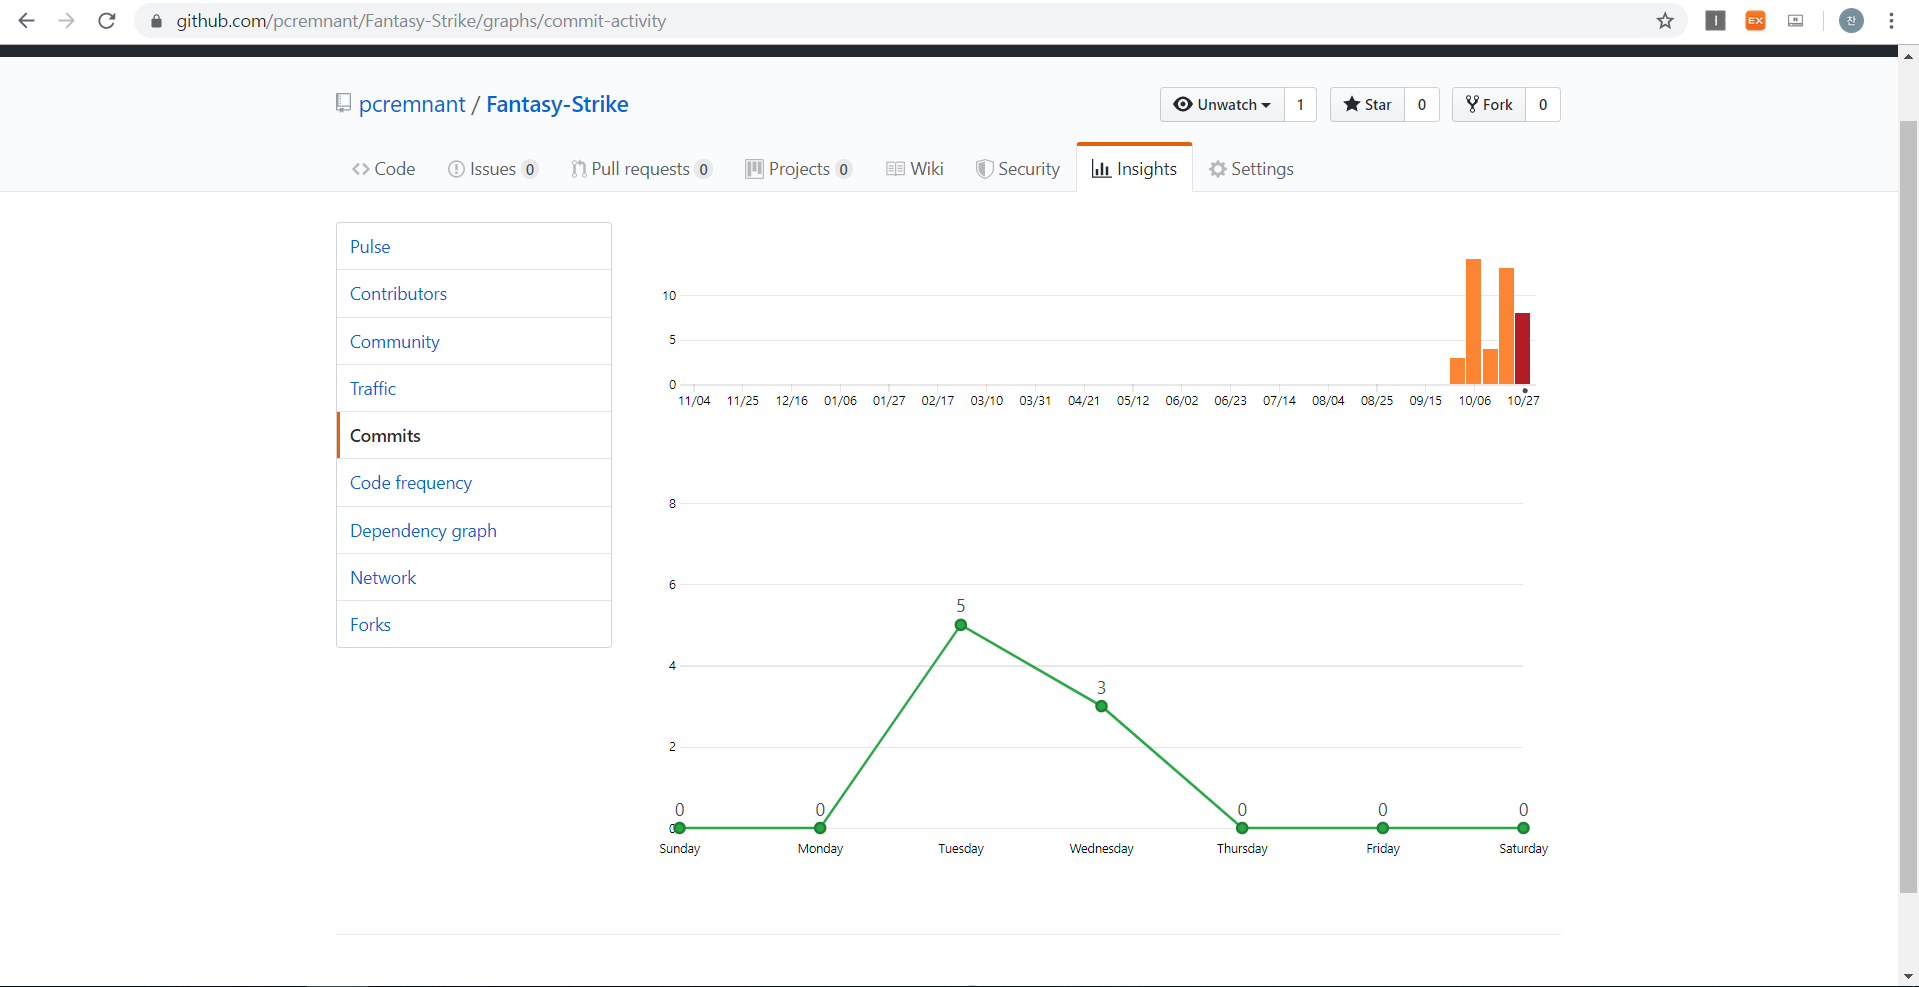 github.com/pcremnant/Fantasy-Strike/graphs/commit-activity
I
EX
찬
pcremnant / Fantasy-Strike
Unwatch 1
Star 0
Fork 0
Code
Issues 0
Pull requests 0
Projects 0
Wiki
Security
Insights
Settings
Pulse
Contributors
Community
Traffic
Commits
Code frequency
Dependency graph
Network
Forks
10
5
0
11/04 11/25 12/16 01/06 01/27 02/17 03/10 03/31 04/21 05/12 06/02 06/23 07/14 08/04 08/25 09/15 10/06 10/27
8
6
5
4
3
2
0 0 0 0 0
0
Sunday Monday Tuesday Wednesday Thursday Friday Saturday